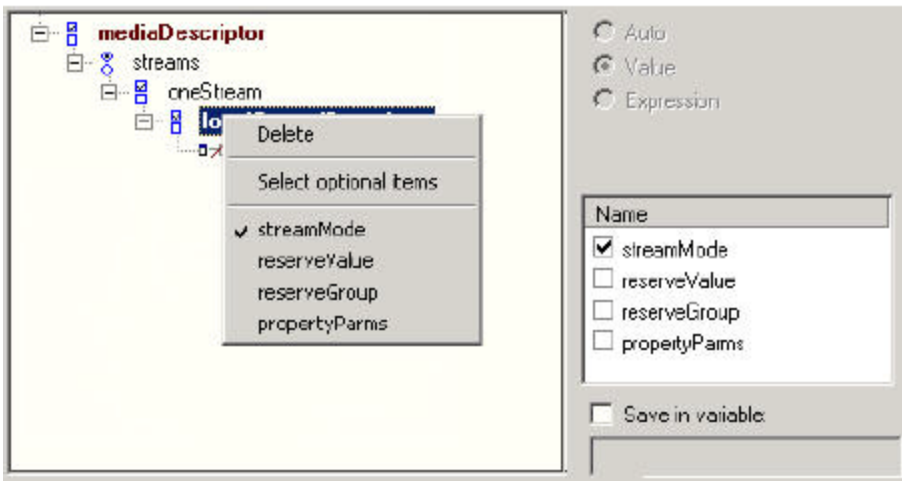 mediaDescriptor
streams
oneStream
Delete
Select optional items
streamMode
reserveValue
reserveGroup
propertyParms
Auto
Value
Expression
Name
streamMode
reserveValue
reserveGroup
propertyParms
Save in variable: